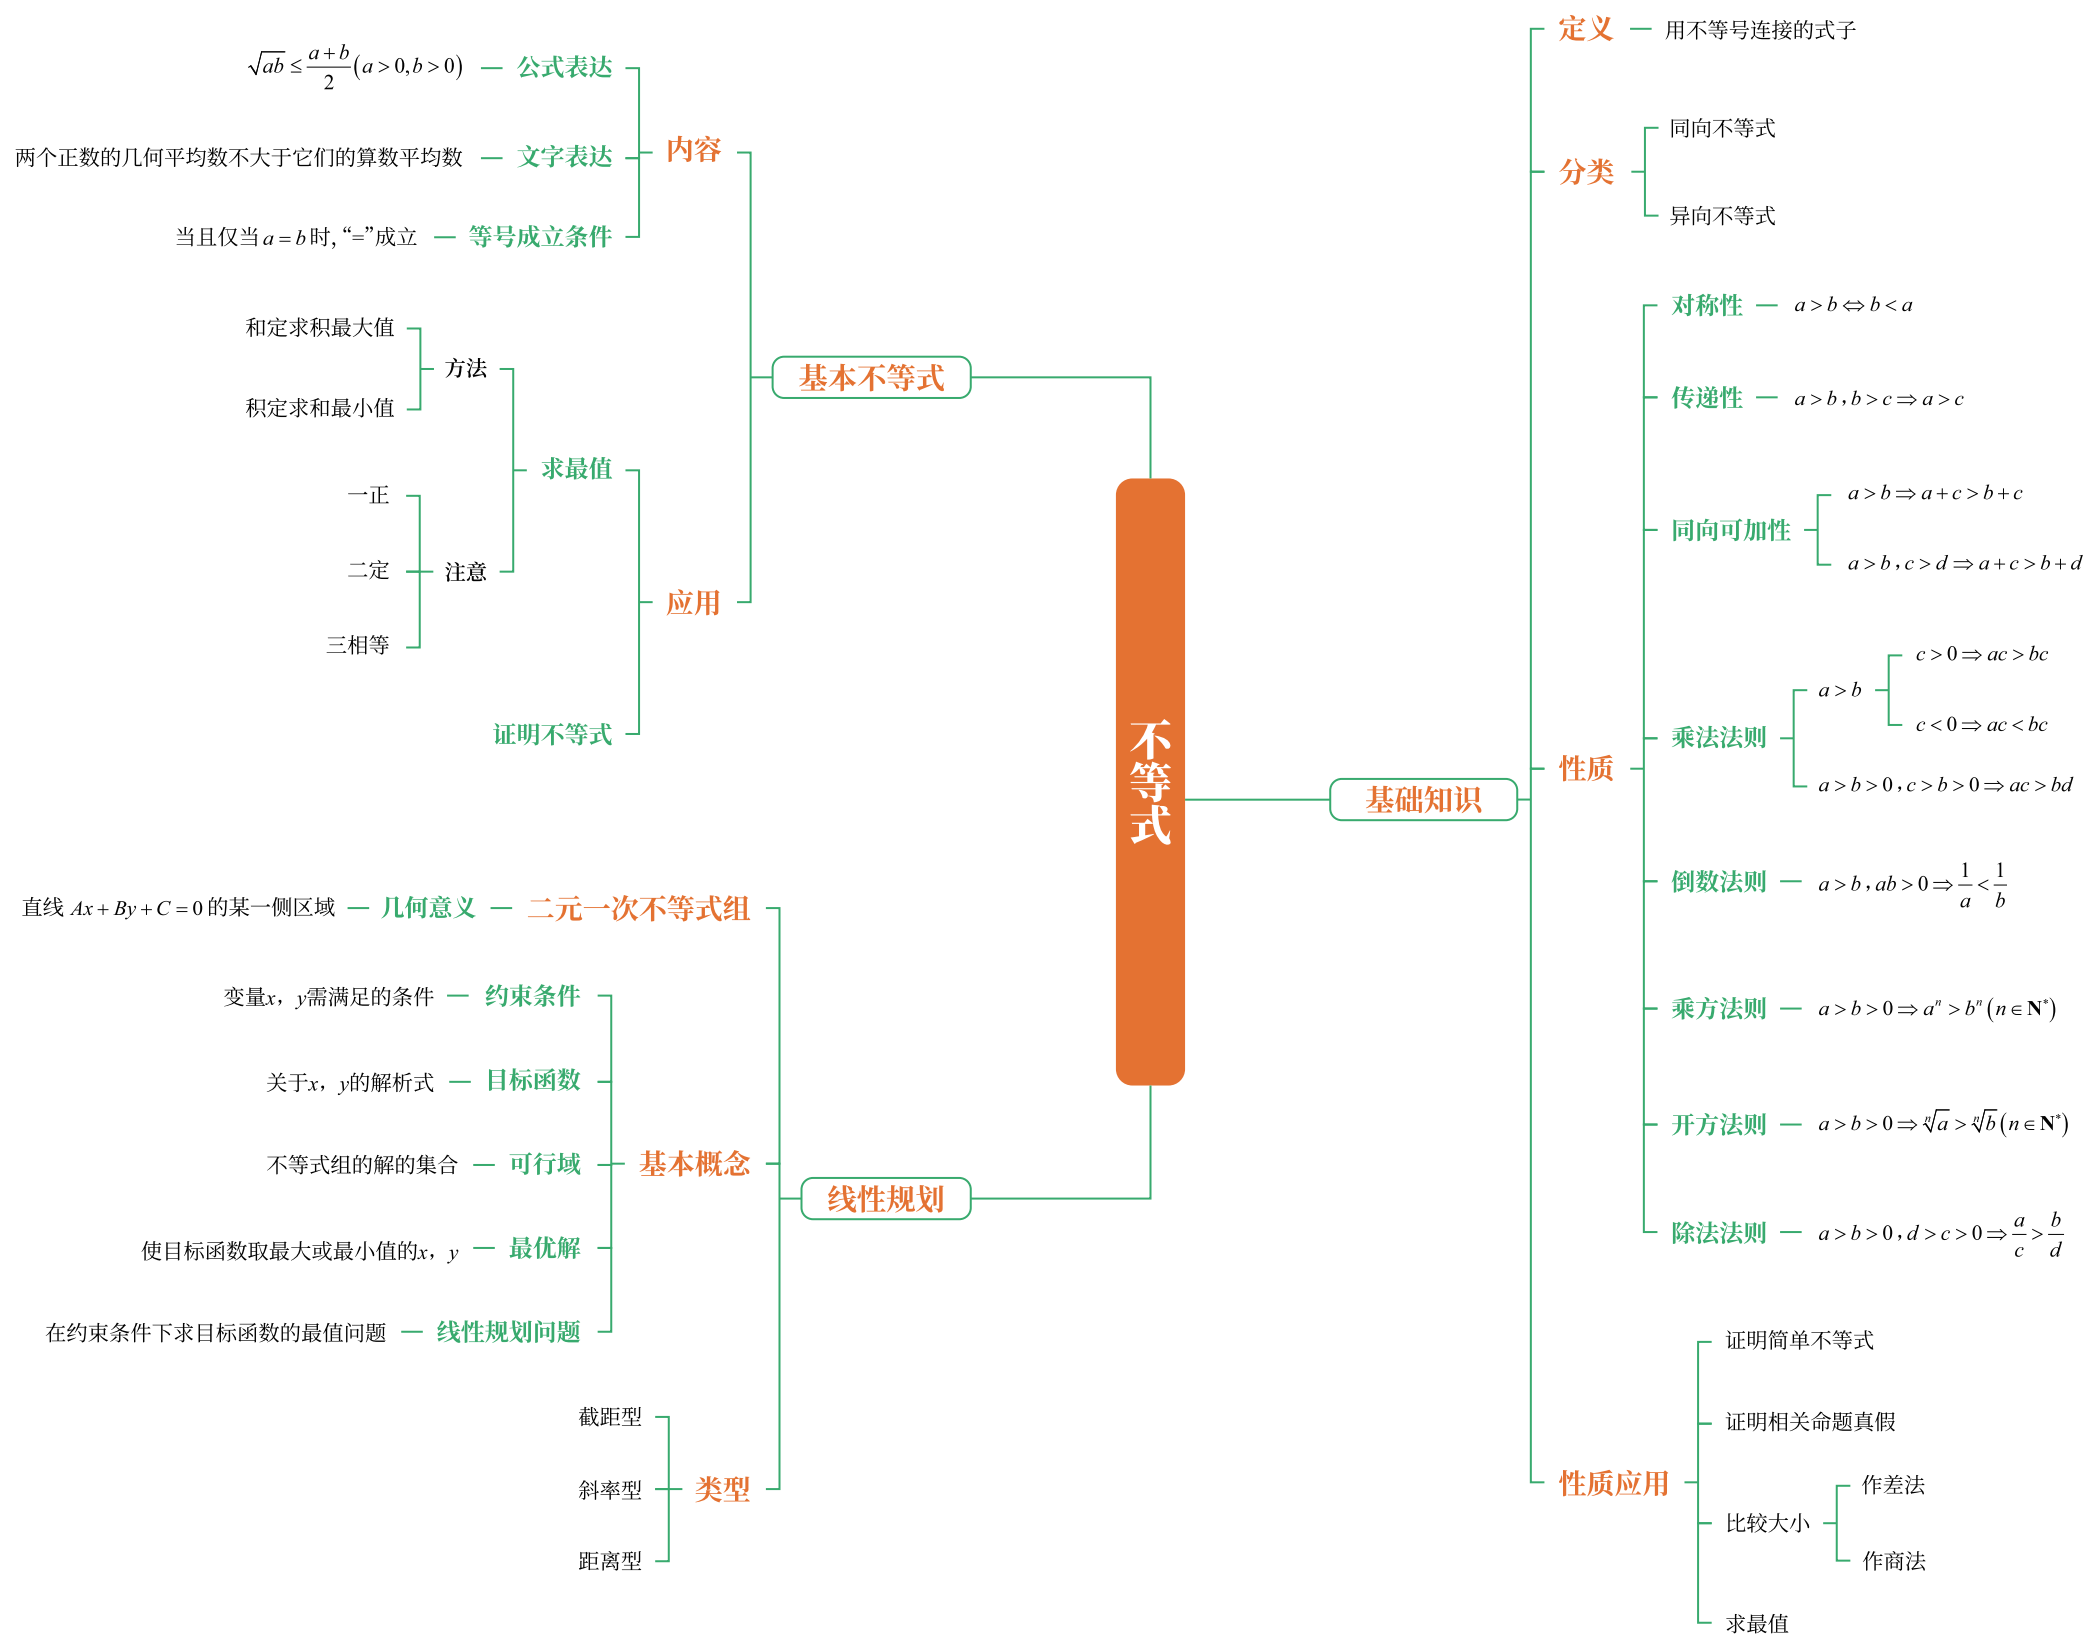 不等式
基础知识
定义
用不等号连接的式子
分类
同向不等式
异向不等式
性质
对称性
a > b ⇔ b < a
传递性
a > b , b > c ⇒ a > c
同向可加性
a > b ⇒ a + c > b + c
a > b , c > d ⇒ a + c > b + d
乘法法则
a > b
c > 0 ⇒ ac > bc
c < 0 ⇒ ac < bc
a > b > 0 , c > b > 0 ⇒ ac > bd
倒数法则
a > b , ab > 0 ⇒ 1/a < 1/b
乘方法则
a > b > 0 ⇒ aⁿ > bⁿ (n ∈ N*)
开方法则
a > b > 0 ⇒ ⁿ√a > ⁿ√b (n ∈ N*)
除法法则
a > b > 0 , d > c > 0 ⇒ a/c > b/d
性质应用
证明简单不等式
证明相关命题真假
比较大小
作差法
作商法
求最值
基本不等式
内容
公式表达
√ab ≤ (a + b)/2 (a > 0, b > 0)
文字表达
两个正数的几何平均数不大于它们的算数平均数
等号成立条件
当且仅当 a = b 时, “=”成立
应用
求最值
方法
和定求积最大值
积定求和最小值
注意
一正
二定
三相等
证明不等式
线性规划
二元一次不等式组
几何意义
直线 Ax + By + C = 0 的某一侧区域
基本概念
约束条件
变量x，y需满足的条件
目标函数
关于x，y的解析式
可行域
不等式组的解的集合
最优解
使目标函数取最大或最小值的x，y
线性规划问题
在约束条件下求目标函数的最值问题
类型
截距型
斜率型
距离型